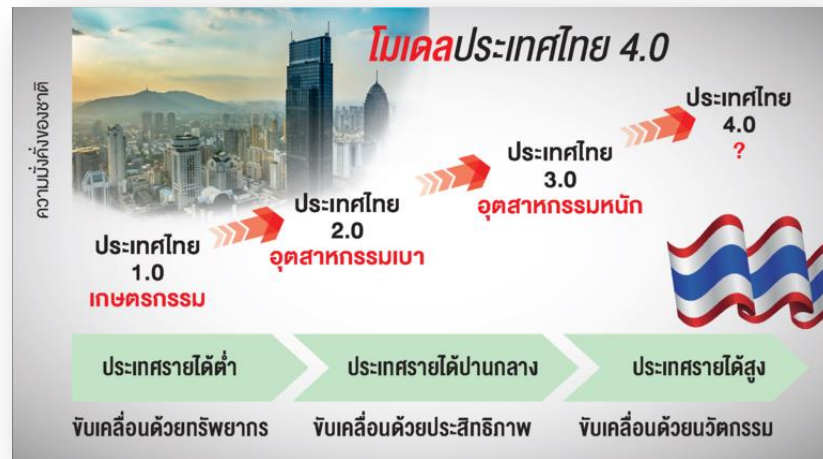 โมเดลประเทศไทย 4.0
ความมั่งคั่งของชาติ
ประเทศไทย
1.0
เกษตรกรรม
ประเทศไทย
2.0
อุตสาหกรรมเบา
ประเทศไทย
3.0
อุตสาหกรรมหนัก
ประเทศไทย
4.0
?
ประเทศรายได้ต่ำ
ประเทศรายได้ปานกลาง
ประเทศรายได้สูง
ขับเคลื่อนด้วยทรัพยากร
ขับเคลื่อนด้วยประสิทธิภาพ
ขับเคลื่อนด้วยนวัตกรรม